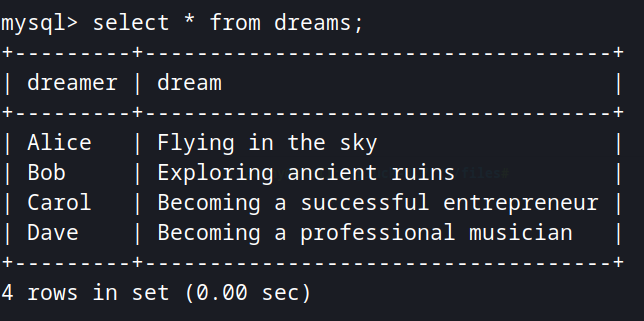 mysql> select * from dreams;
+---------+------------------------------------+
| dreamer | dream                              |
+---------+------------------------------------+
| Alice   | Flying in the sky                  |
| Bob     | Exploring ancient ruins            |
| Carol   | Becoming a successful entrepreneur |
| Dave    | Becoming a professional musician   |
+---------+------------------------------------+
4 rows in set (0.00 sec)